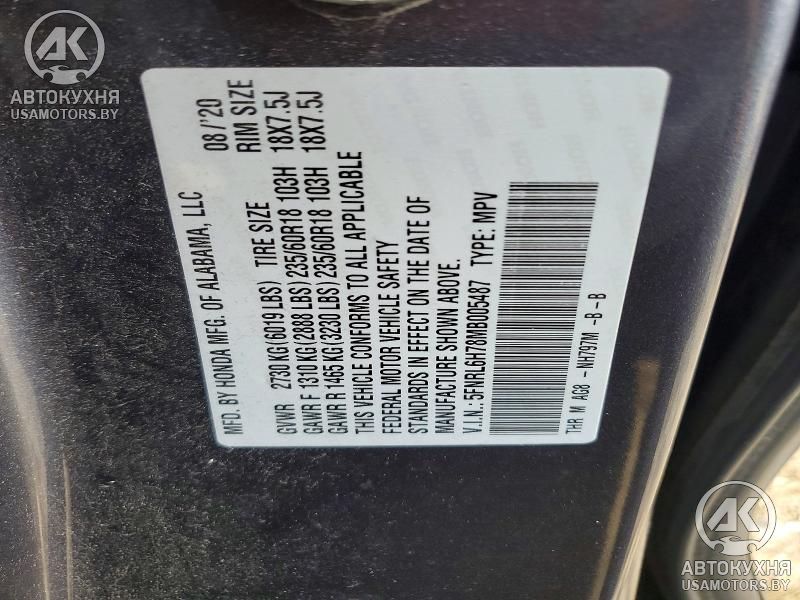 AK
АВТОКУХНЯ
USAMOTORS.BY
MFD. BY HONDA MFG. OF ALABAMA, LLC 08/'20
GVWR 2730 KG (6019 LBS) TIRE SIZE RIM SIZE
GAWR F 1310 KG (2888 LBS) 235/60R18 103H 18X7.5J
GAWR R 1465 KG (3230 LBS) 235/60R18 103H 18X7.5J
THIS VEHICLE CONFORMS TO ALL APPLICABLE
FEDERAL MOTOR VEHICLE SAFETY
STANDARDS IN EFFECT ON THE DATE OF
MANUFACTURE SHOWN ABOVE.
V.I.N.: 5FNRL6H78MB005487 TYPE: MPV
THR M AG8 -NH797M -B -B
AK
АВТОКУХНЯ
USAMOTORS.BY